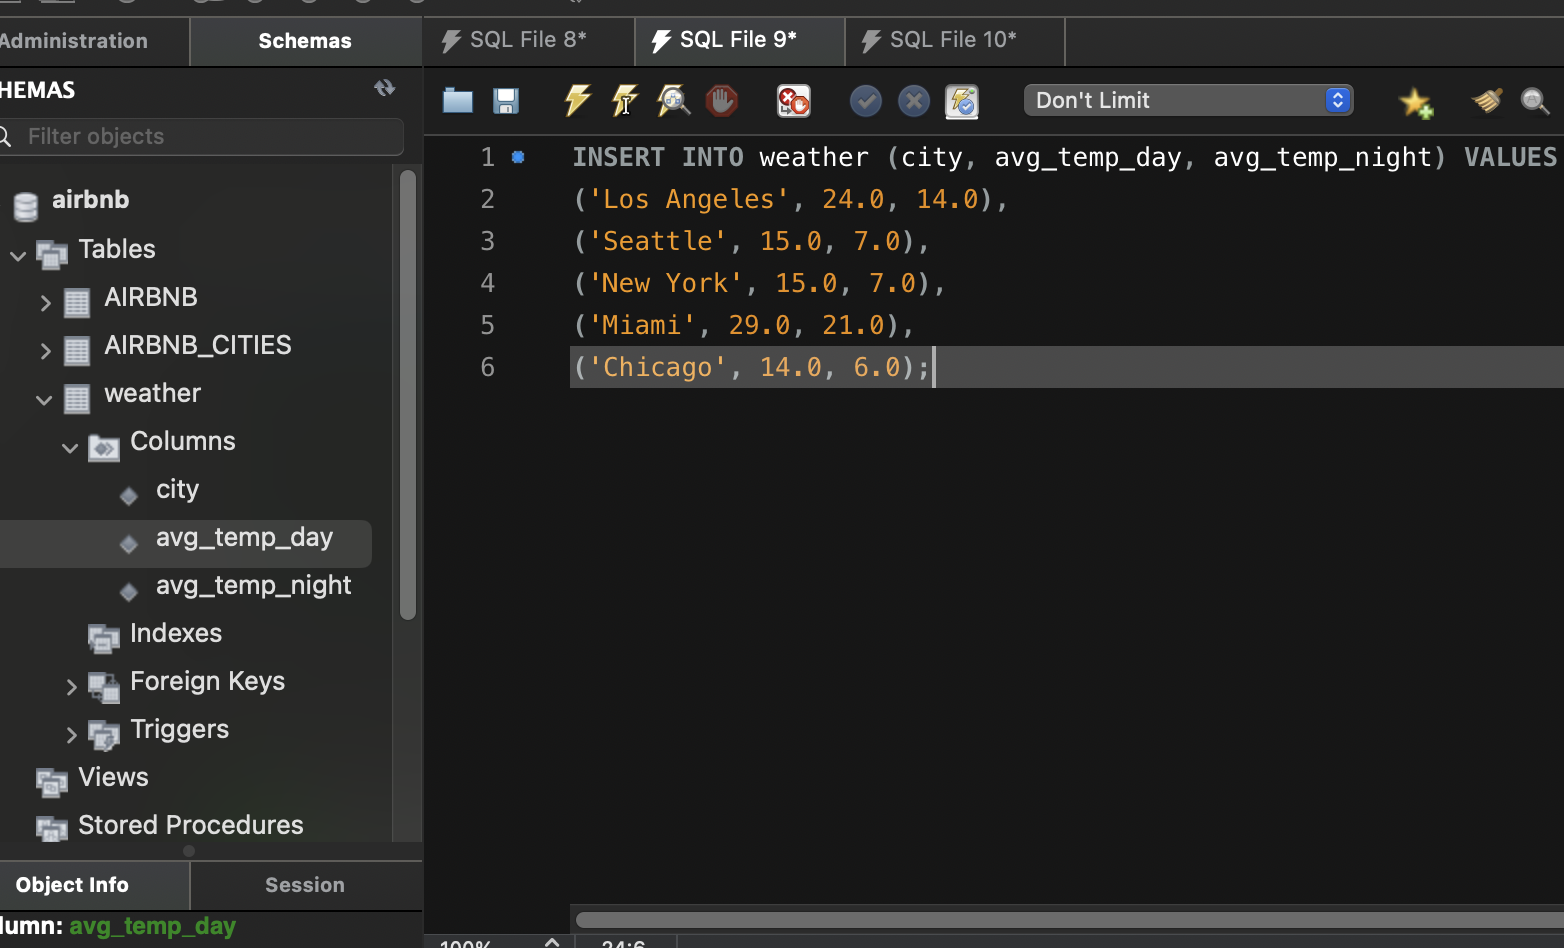 Administration
Schemas
SQL File 8*
SQL File 9*
SQL File 10*
HEMAS
Filter objects
Don't Limit
airbnb
Tables
AIRBNB
AIRBNB_CITIES
weather
Columns
city
avg_temp_day
avg_temp_night
Indexes
Foreign Keys
Triggers
Views
Stored Procedures
Object Info
Session
lumn: avg_temp_day
1 INSERT INTO weather (city, avg_temp_day, avg_temp_night) VALUES
2 ('Los Angeles', 24.0, 14.0),
3 ('Seattle', 15.0, 7.0),
4 ('New York', 15.0, 7.0),
5 ('Miami', 29.0, 21.0),
6 ('Chicago', 14.0, 6.0);
100%
24:6